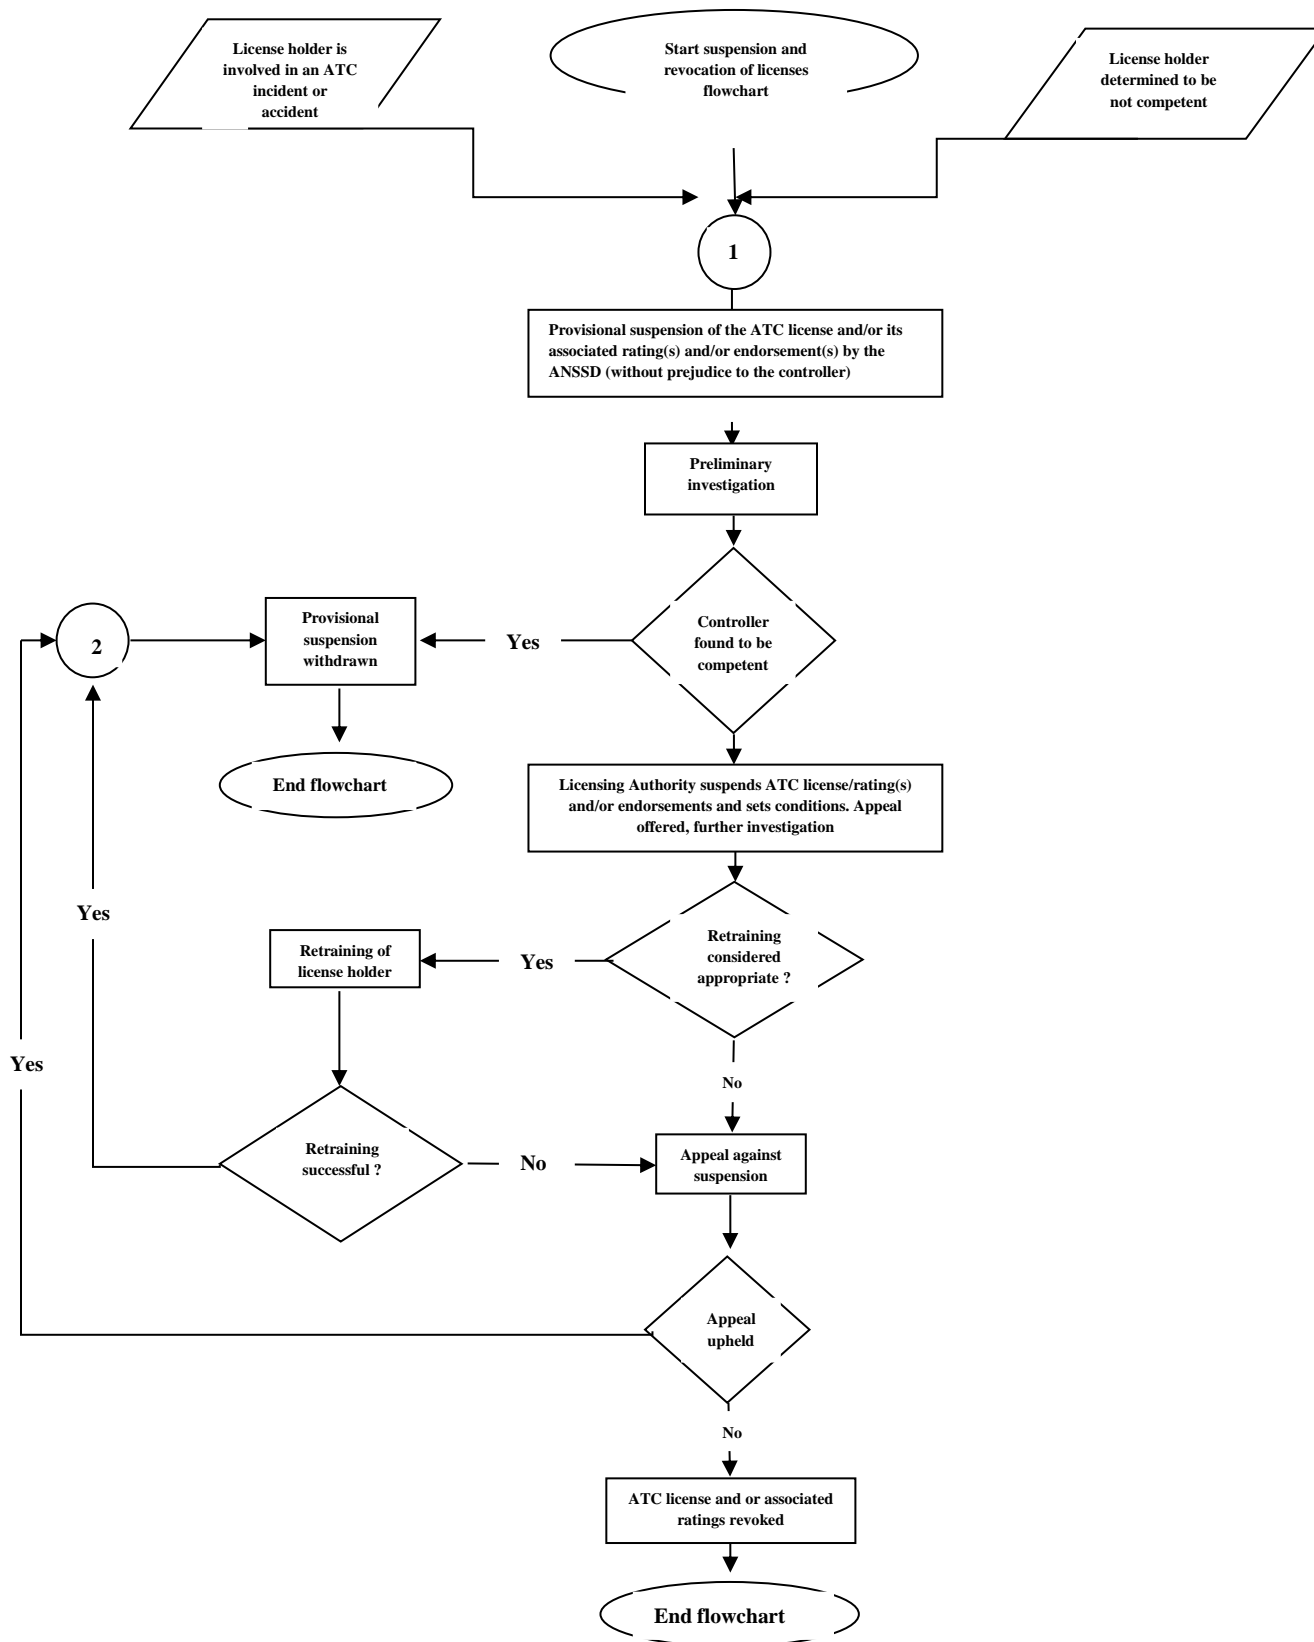 License holder is
involved in an ATC
incident or
accident
Start suspension and
revocation of licenses
flowchart
License holder
determined to be
not competent
1
Provisional suspension of the ATC license and/or its
associated rating(s) and/or endorsement(s) by the
ANSSD (without prejudice to the controller)
Preliminary
investigation
Controller
found to be
competent
Yes
Provisional
suspension
withdrawn
2
End flowchart
Licensing Authority suspends ATC license/rating(s)
and/or endorsements and sets conditions. Appeal
offered, further investigation
Retraining
considered
appropriate ?
Yes
Retraining of
license holder
Yes
Yes
No
Retraining
successful ?
No
Appeal against
suspension
Appeal
upheld
No
ATC license and or associated
ratings revoked
End flowchart